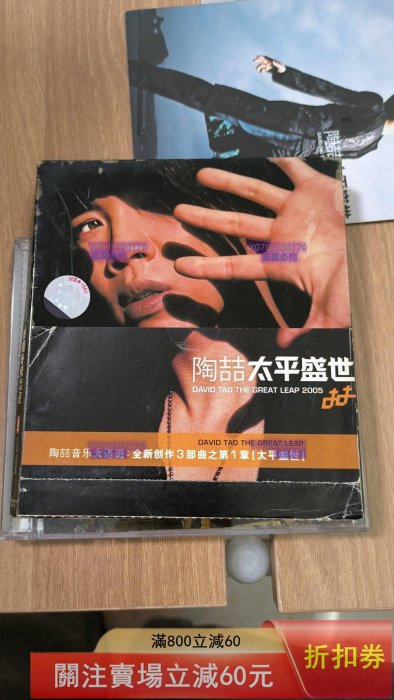 陶喆太平盛世
DAVID TAO THE GREAT LEAP 2005
DAVID TAO THE GREAT LEAP
陶喆音乐大
全新创作3部曲之第1章[太平盛世]
滿800立減60
關注賣場立減60元
折扣券